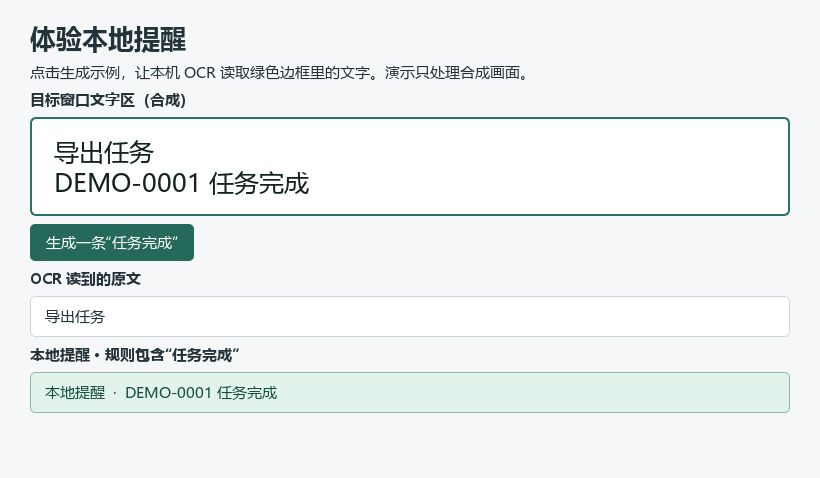 体验本地提醒
点击生成示例，让本机 OCR 读取绿色边框里的文字。演示只处理合成画面。
目标窗口文字区（合成）
导出任务
DEMO-0001 任务完成
生成一条“任务完成”
OCR 读到的原文
导出任务
本地提醒 • 规则包含“任务完成”
本地提醒 · DEMO-0001 任务完成